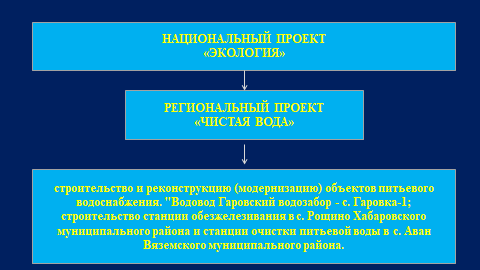 НАЦИОНАЛЬНЫЙ ПРОЕКТ
«ЭКОЛОГИЯ»
РЕГИОНАЛЬНЫЙ ПРОЕКТ
«ЧИСТАЯ ВОДА»
строительство и реконструкцию (модернизацию) объектов питьевого
водоснабжения. "Водовод Гаровский водозабор - с. Гаровка-1;
строительство станции обезжелезивания в с. Рощино Хабаровского
муниципального района и станции очистки питьевой воды в с. Аван
Вяземского муниципального района.